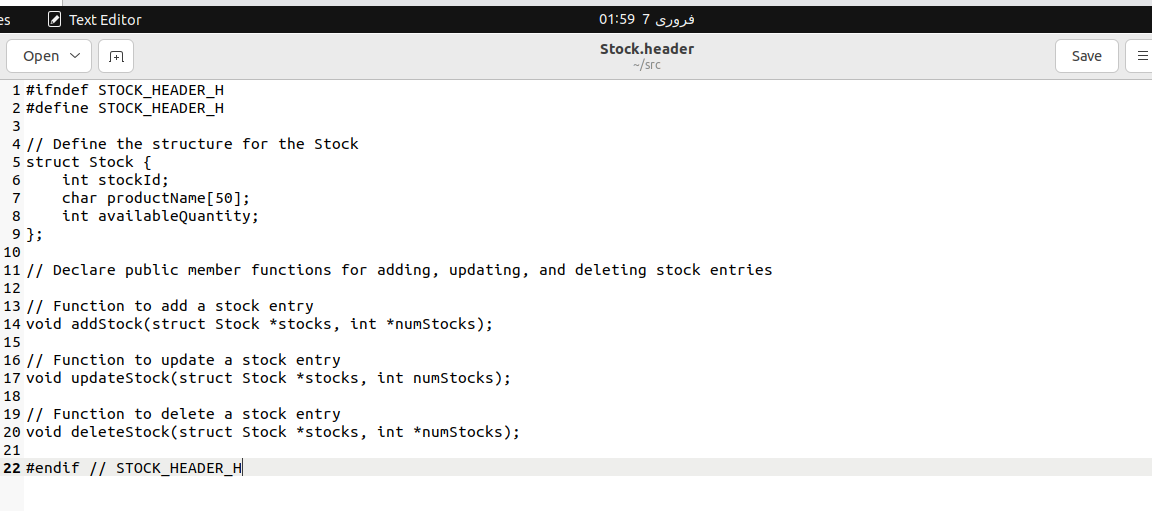 es Text Editor 01:59 7 فروری
Open Stock.header Save
~/src
1 #ifndef STOCK_HEADER_H
2 #define STOCK_HEADER_H
3
4 // Define the structure for the Stock
5 struct Stock {
6     int stockId;
7     char productName[50];
8     int availableQuantity;
9 };
10
11 // Declare public member functions for adding, updating, and deleting stock entries
12
13 // Function to add a stock entry
14 void addStock(struct Stock *stocks, int *numStocks);
15
16 // Function to update a stock entry
17 void updateStock(struct Stock *stocks, int numStocks);
18
19 // Function to delete a stock entry
20 void deleteStock(struct Stock *stocks, int *numStocks);
21
22 #endif // STOCK_HEADER_H